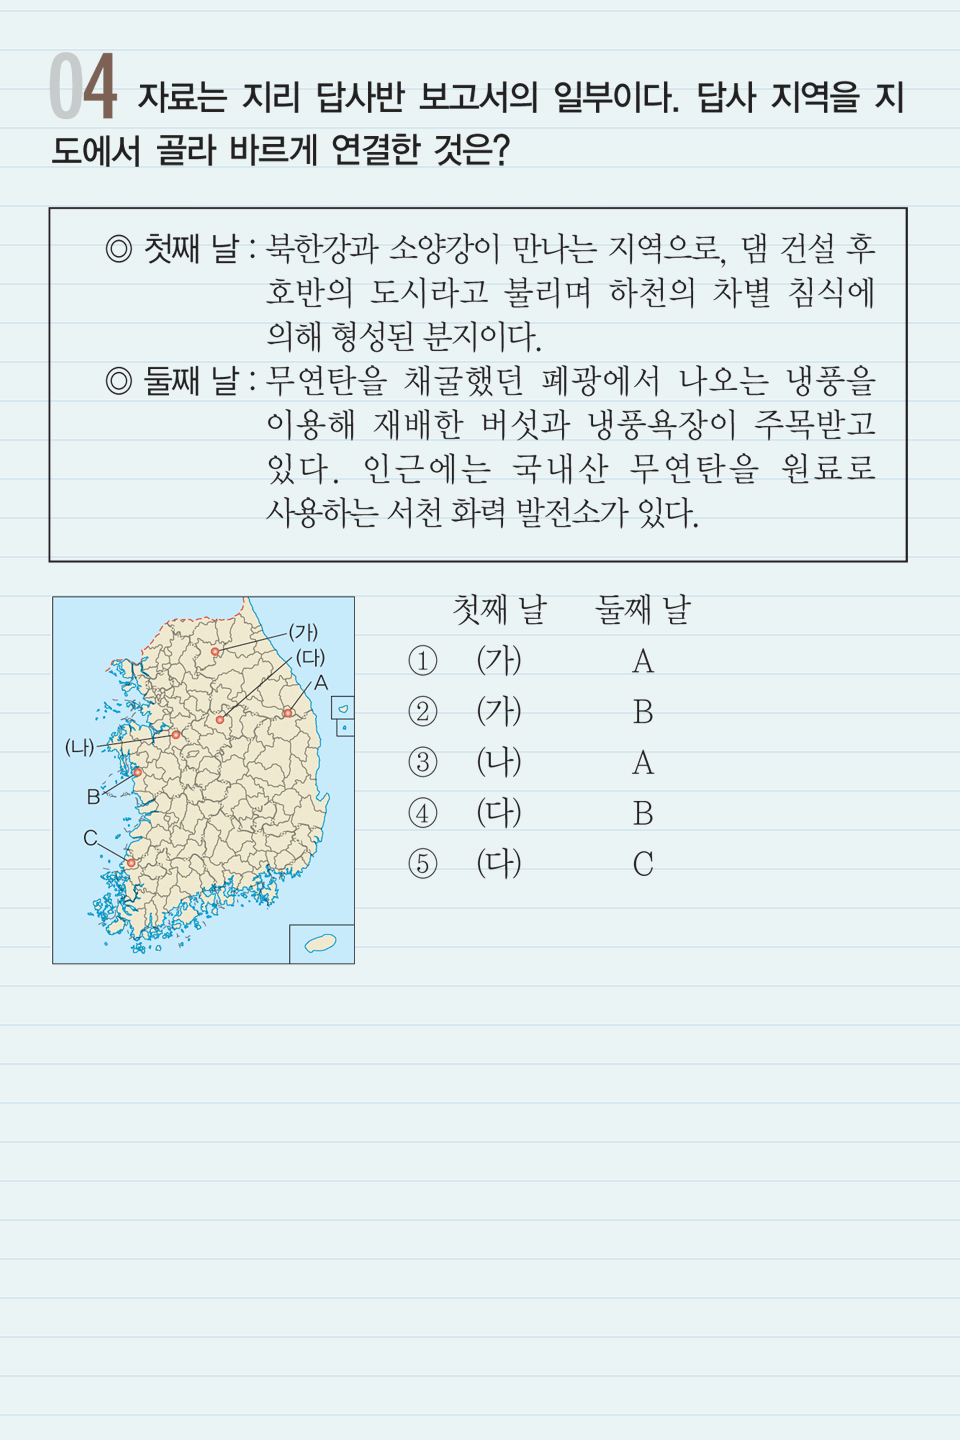 04 자료는 지리 답사반 보고서의 일부이다. 답사 지역을 지
도에서 골라 바르게 연결한 것은?
◎ 첫째 날 : 북한강과 소양강이 만나는 지역으로, 댐 건설 후
호반의 도시라고 불리며 하천의 차별 침식에
의해 형성된 분지이다.
◎ 둘째 날 : 무연탄을 채굴했던 폐광에서 나오는 냉풍을
이용해 재배한 버섯과 냉풍욕장이 주목받고
있다. 인근에는 국내산 무연탄을 원료로
사용하는 서천 화력 발전소가 있다.
(가)
(다)
A
(나)
B
C
첫째 날 둘째 날
① (가) A
② (가) B
③ (나) A
④ (다) B
⑤ (다) C